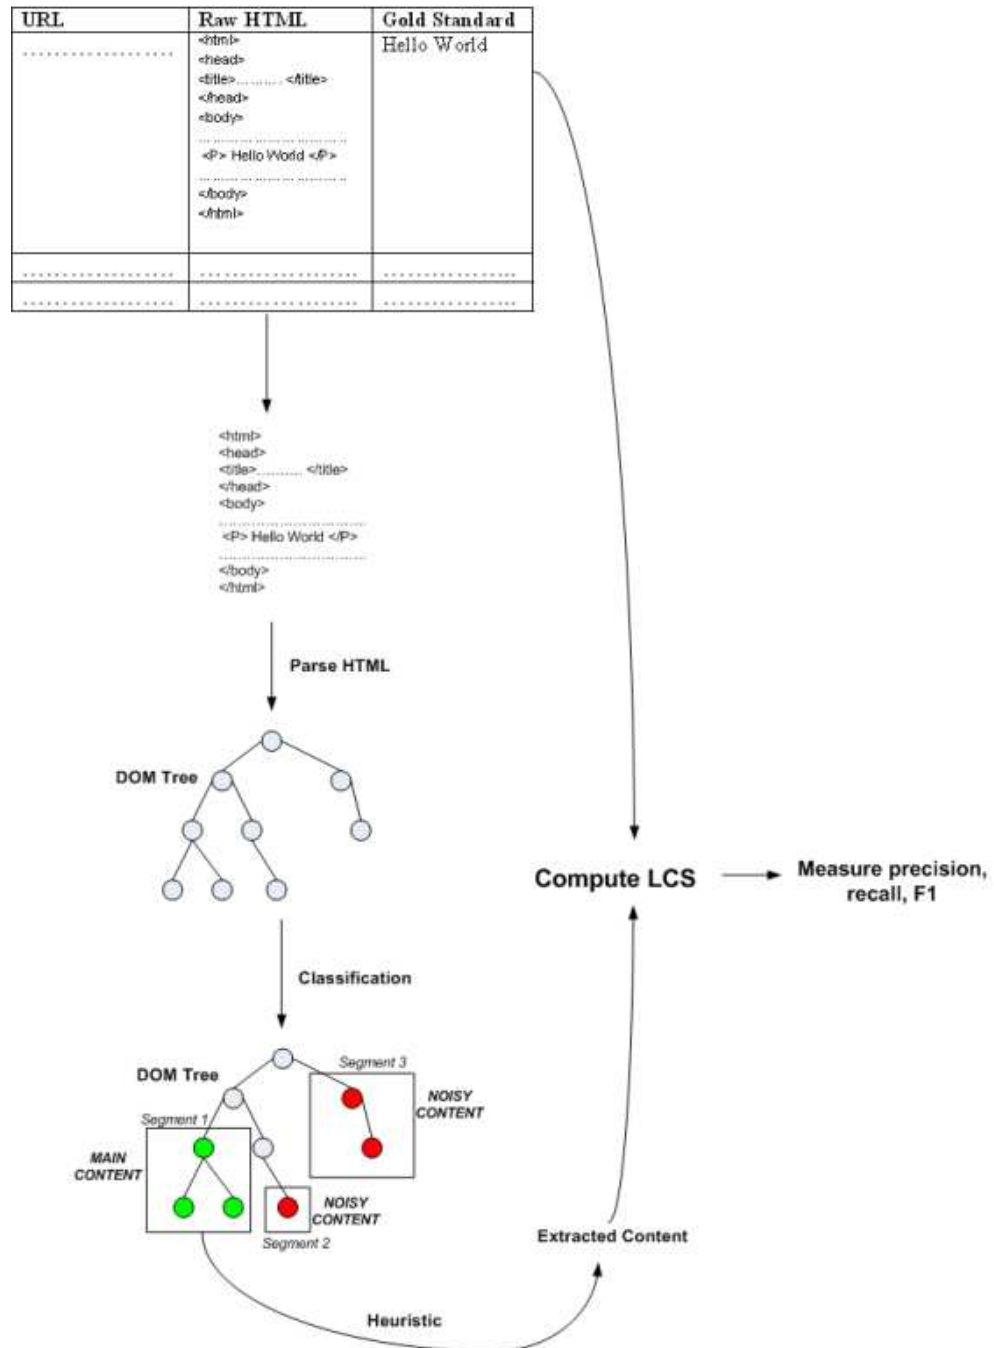 URL Raw HTML Gold Standard
.................... <html> Hello World
<head>
<title>............ </title>
</head>
<body>
....................................
<P> Hello World </P>
....................................
</body>
</html>
.................... .................... ..................
.................... .................... ..................
<html>
<head>
<title>............ </title>
</head>
<body>
....................................
<P> Hello World </P>
....................................
</body>
</html>
Parse HTML
DOM Tree
Compute LCS
Measure precision,
recall, F1
Classification
DOM Tree
Segment 3
NOISY
CONTENT
Segment 1
MAIN
CONTENT
NOISY
CONTENT
Segment 2
Extracted Content
Heuristic